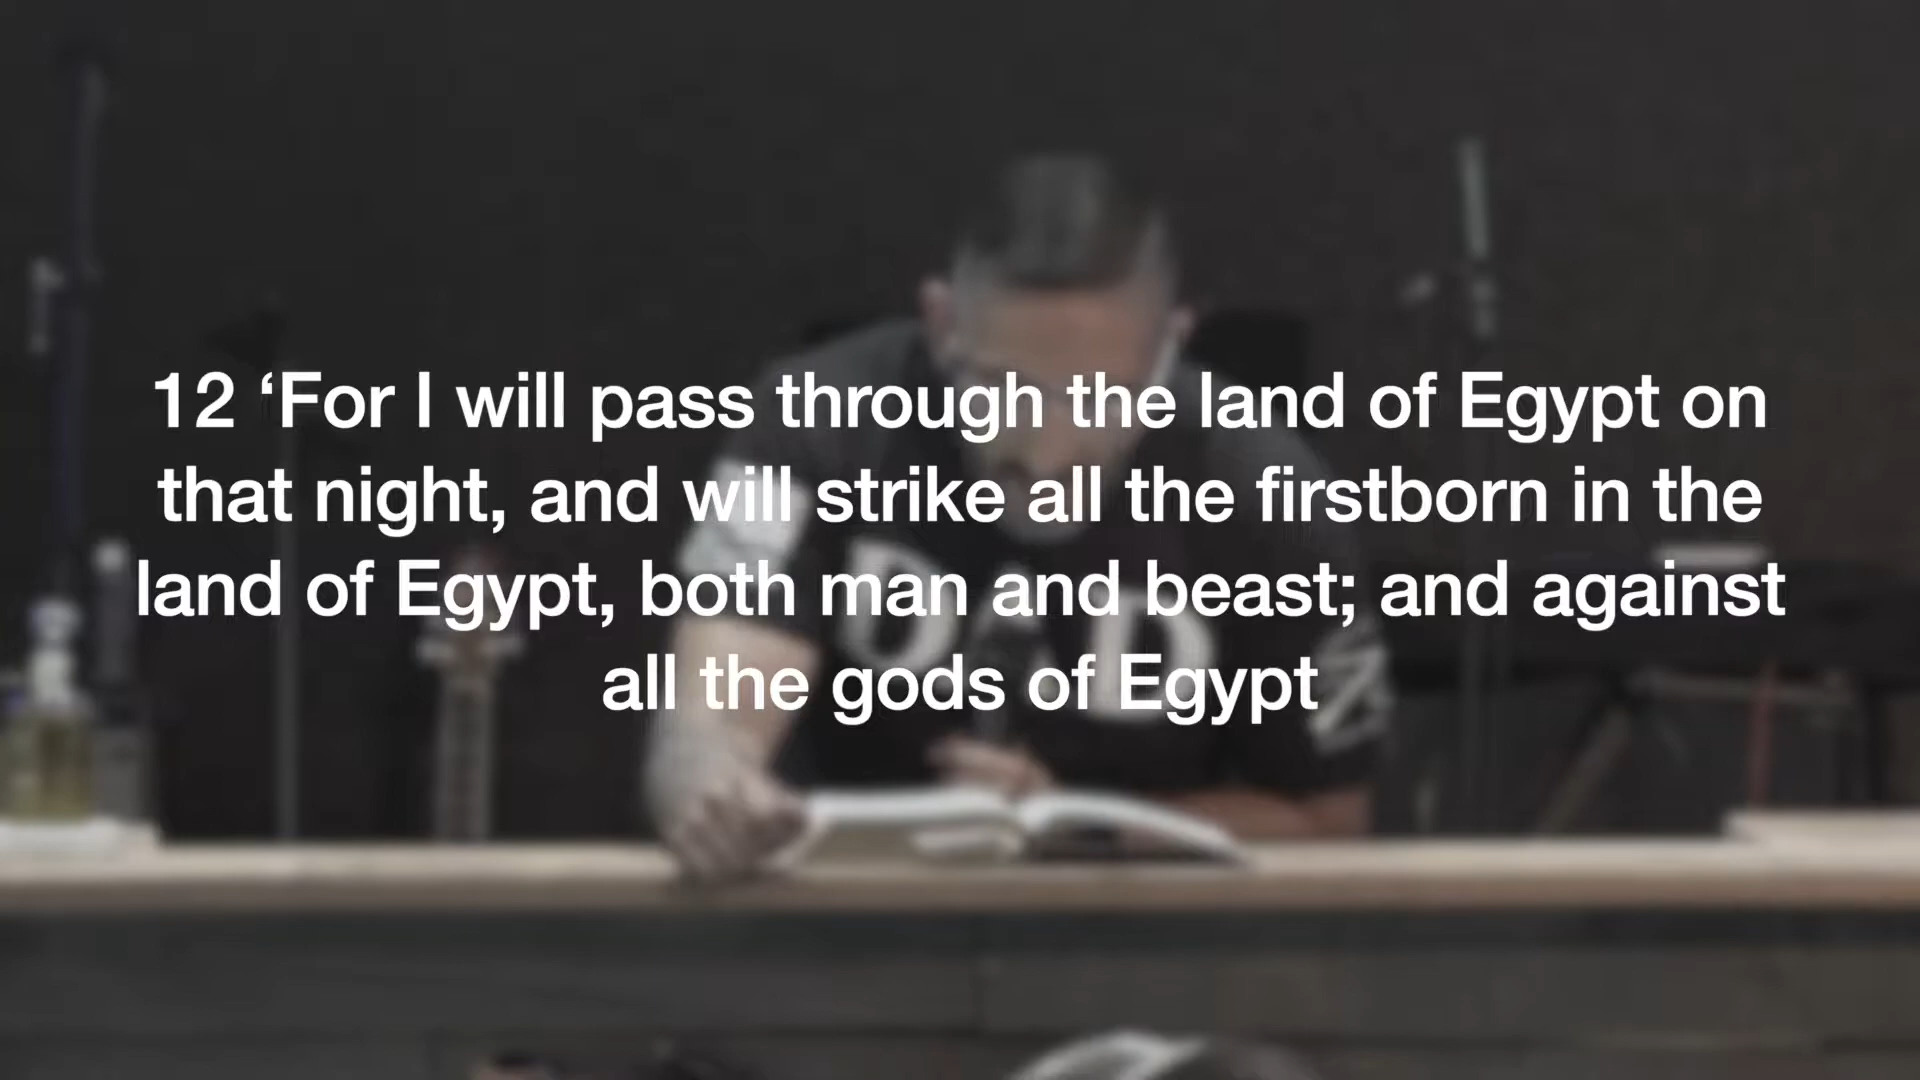 12 ‘For I will pass through the land of Egypt on
that night, and will strike all the firstborn in the
land of Egypt, both man and beast; and against
all the gods of Egypt
DAD